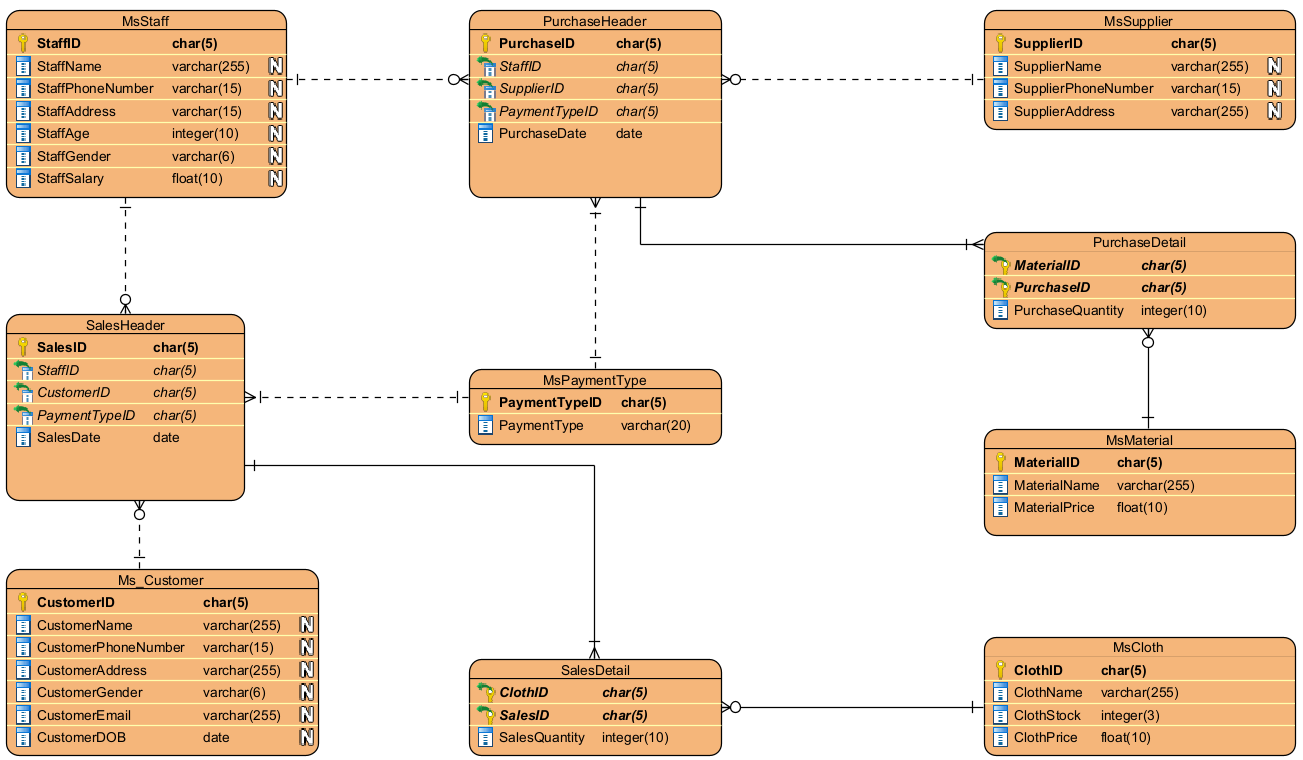 MsStaff
StaffID char(5)
StaffName varchar(255) N
StaffPhoneNumber varchar(15) N
StaffAddress varchar(15) N
StaffAge integer(10) N
StaffGender varchar(6) N
StaffSalary float(10) N
PurchaseHeader
PurchaseID char(5)
StaffID char(5)
SupplierID char(5)
PaymentTypeID char(5)
PurchaseDate date
MsSupplier
SupplierID char(5)
SupplierName varchar(255) N
SupplierPhoneNumber varchar(15) N
SupplierAddress varchar(255) N
PurchaseDetail
MaterialID char(5)
PurchaseID char(5)
PurchaseQuantity integer(10)
SalesHeader
SalesID char(5)
StaffID char(5)
CustomerID char(5)
PaymentTypeID char(5)
SalesDate date
MsPaymentType
PaymentTypeID char(5)
PaymentType varchar(20)
MsMaterial
MaterialID char(5)
MaterialName varchar(255)
MaterialPrice float(10)
Ms_Customer
CustomerID char(5)
CustomerName varchar(255) N
CustomerPhoneNumber varchar(15) N
CustomerAddress varchar(255) N
CustomerGender varchar(6) N
CustomerEmail varchar(255) N
CustomerDOB date N
SalesDetail
ClothID char(5)
SalesID char(5)
SalesQuantity integer(10)
MsCloth
ClothID char(5)
ClothName varchar(255)
ClothStock integer(3)
ClothPrice float(10)